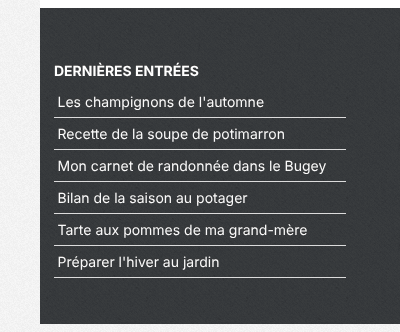 DERNIÈRES ENTRÉES
Les champignons de l'automne
Recette de la soupe de potimarron
Mon carnet de randonnée dans le Bugey
Bilan de la saison au potager
Tarte aux pommes de ma grand-mère
Préparer l'hiver au jardin